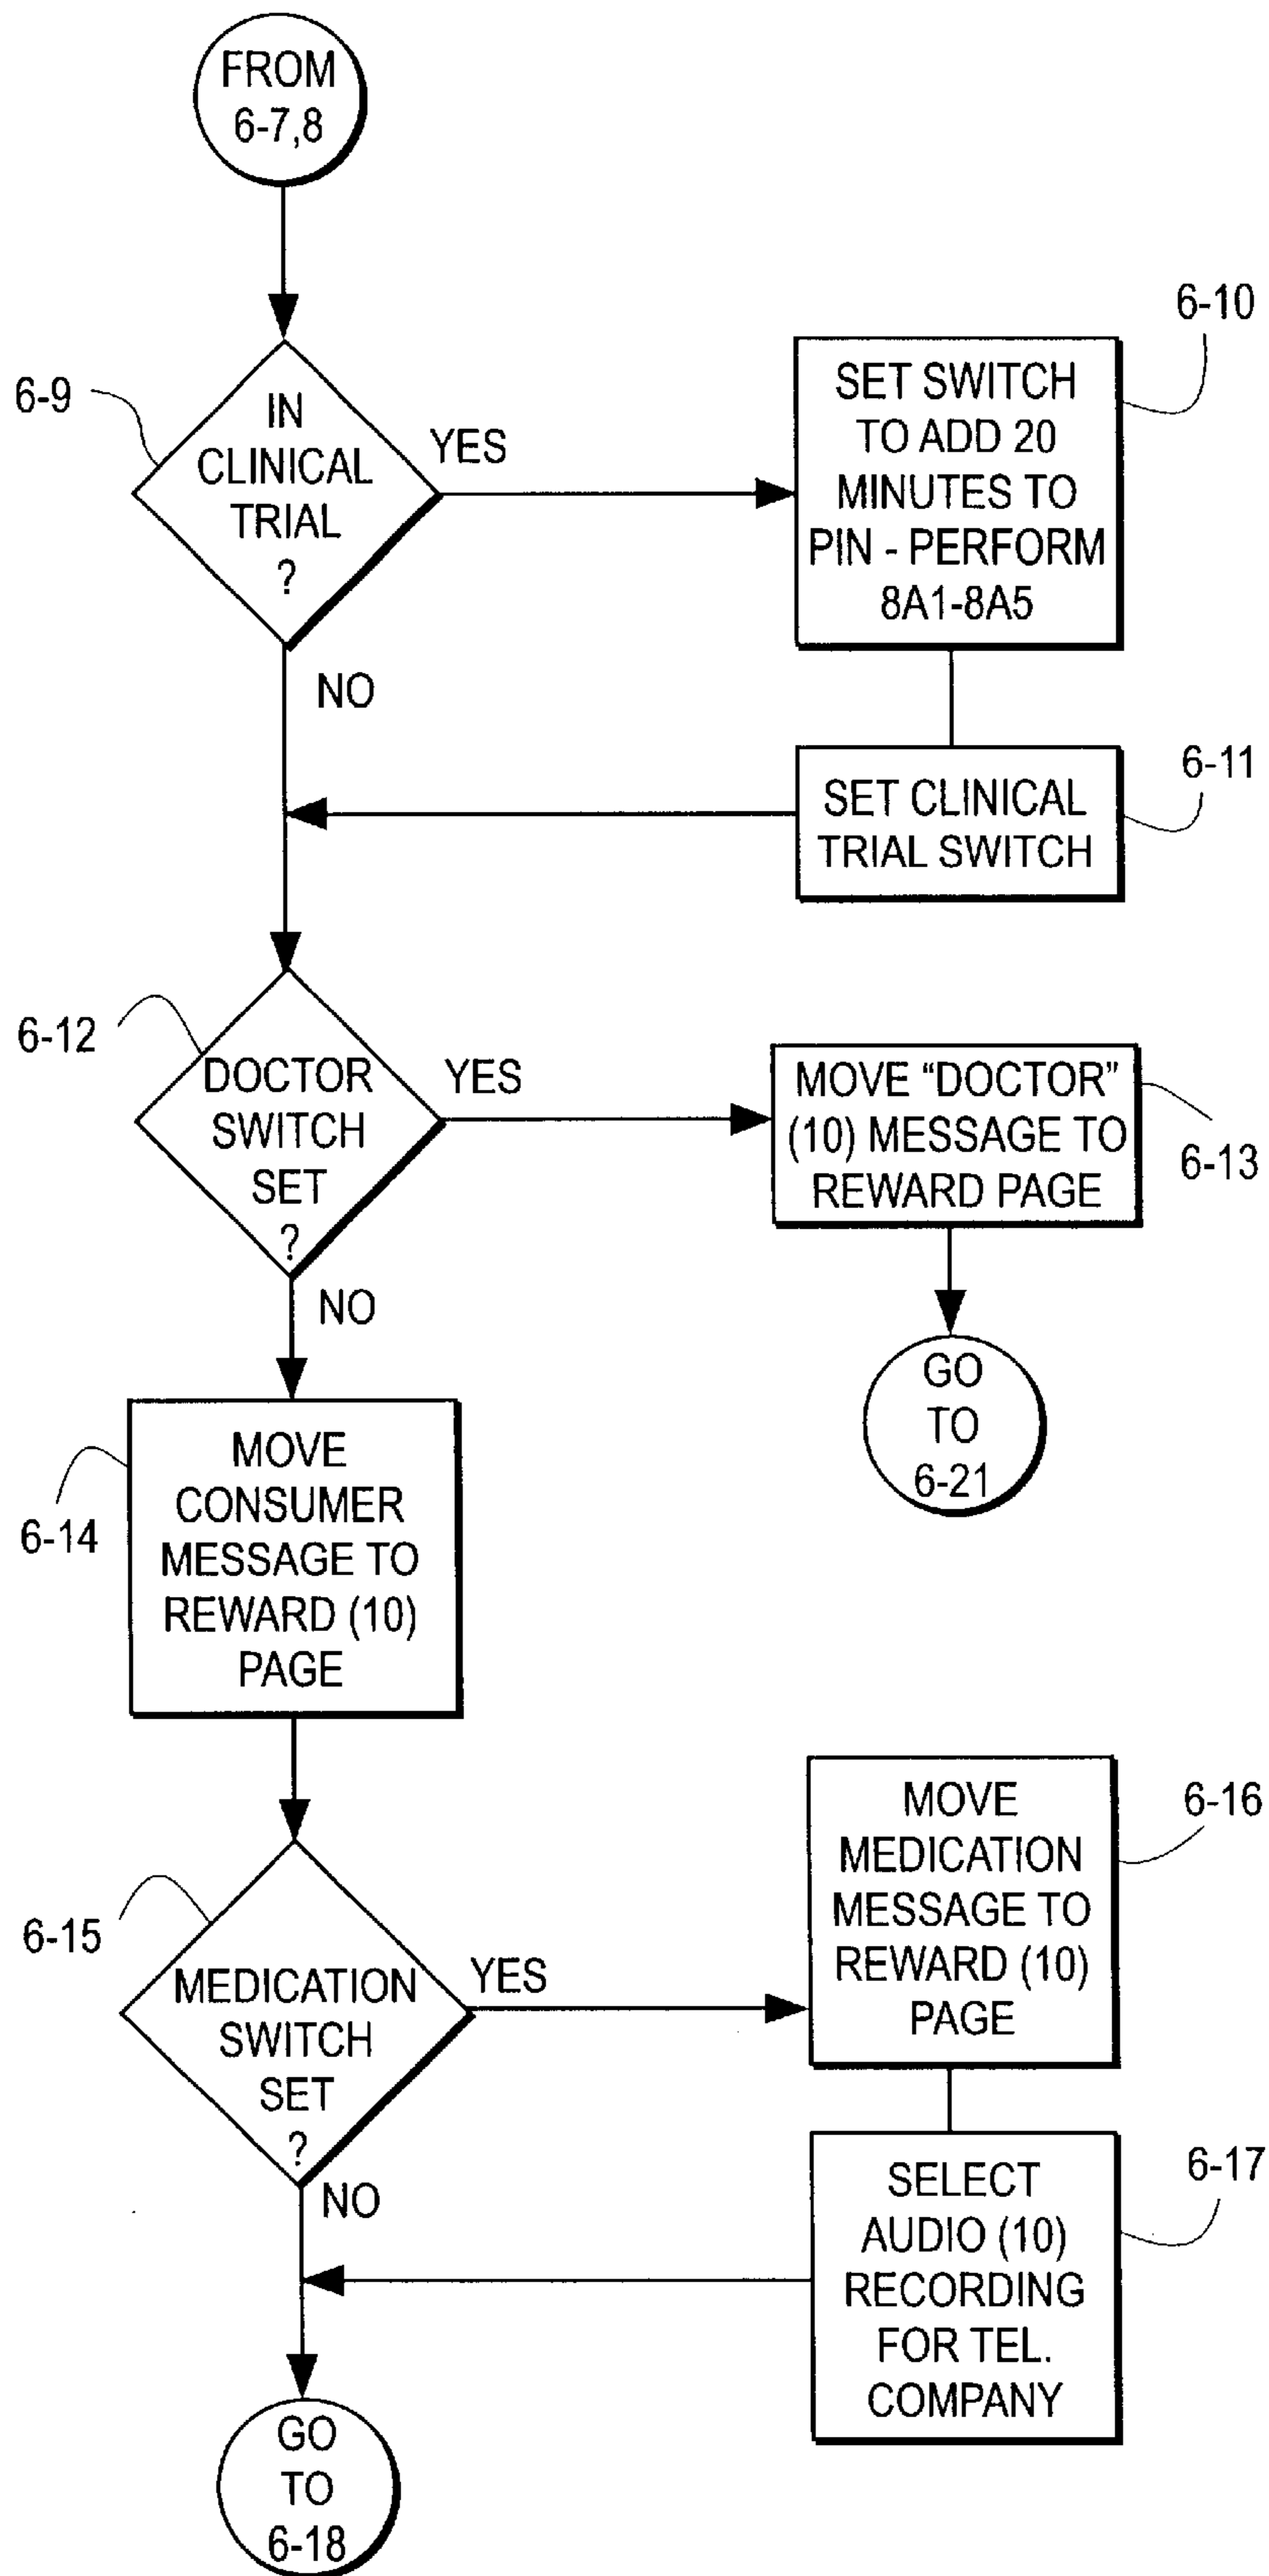 FROM
6-7,8
6-9
IN
CLINICAL
TRIAL
?
YES
NO
6-10
SET SWITCH
TO ADD 20
MINUTES TO
PIN - PERFORM
8A1-8A5
6-11
SET CLINICAL
TRIAL SWITCH
6-12
DOCTOR
SWITCH
SET
?
YES
NO
MOVE “DOCTOR”
(10) MESSAGE TO
REWARD PAGE
6-13
GO
TO
6-21
6-14
MOVE
CONSUMER
MESSAGE TO
REWARD (10)
PAGE
6-15
MEDICATION
SWITCH
SET
?
YES
NO
6-16
MOVE
MEDICATION
MESSAGE TO
REWARD (10)
PAGE
6-17
SELECT
AUDIO (10)
RECORDING
FOR TEL.
COMPANY
GO
TO
6-18